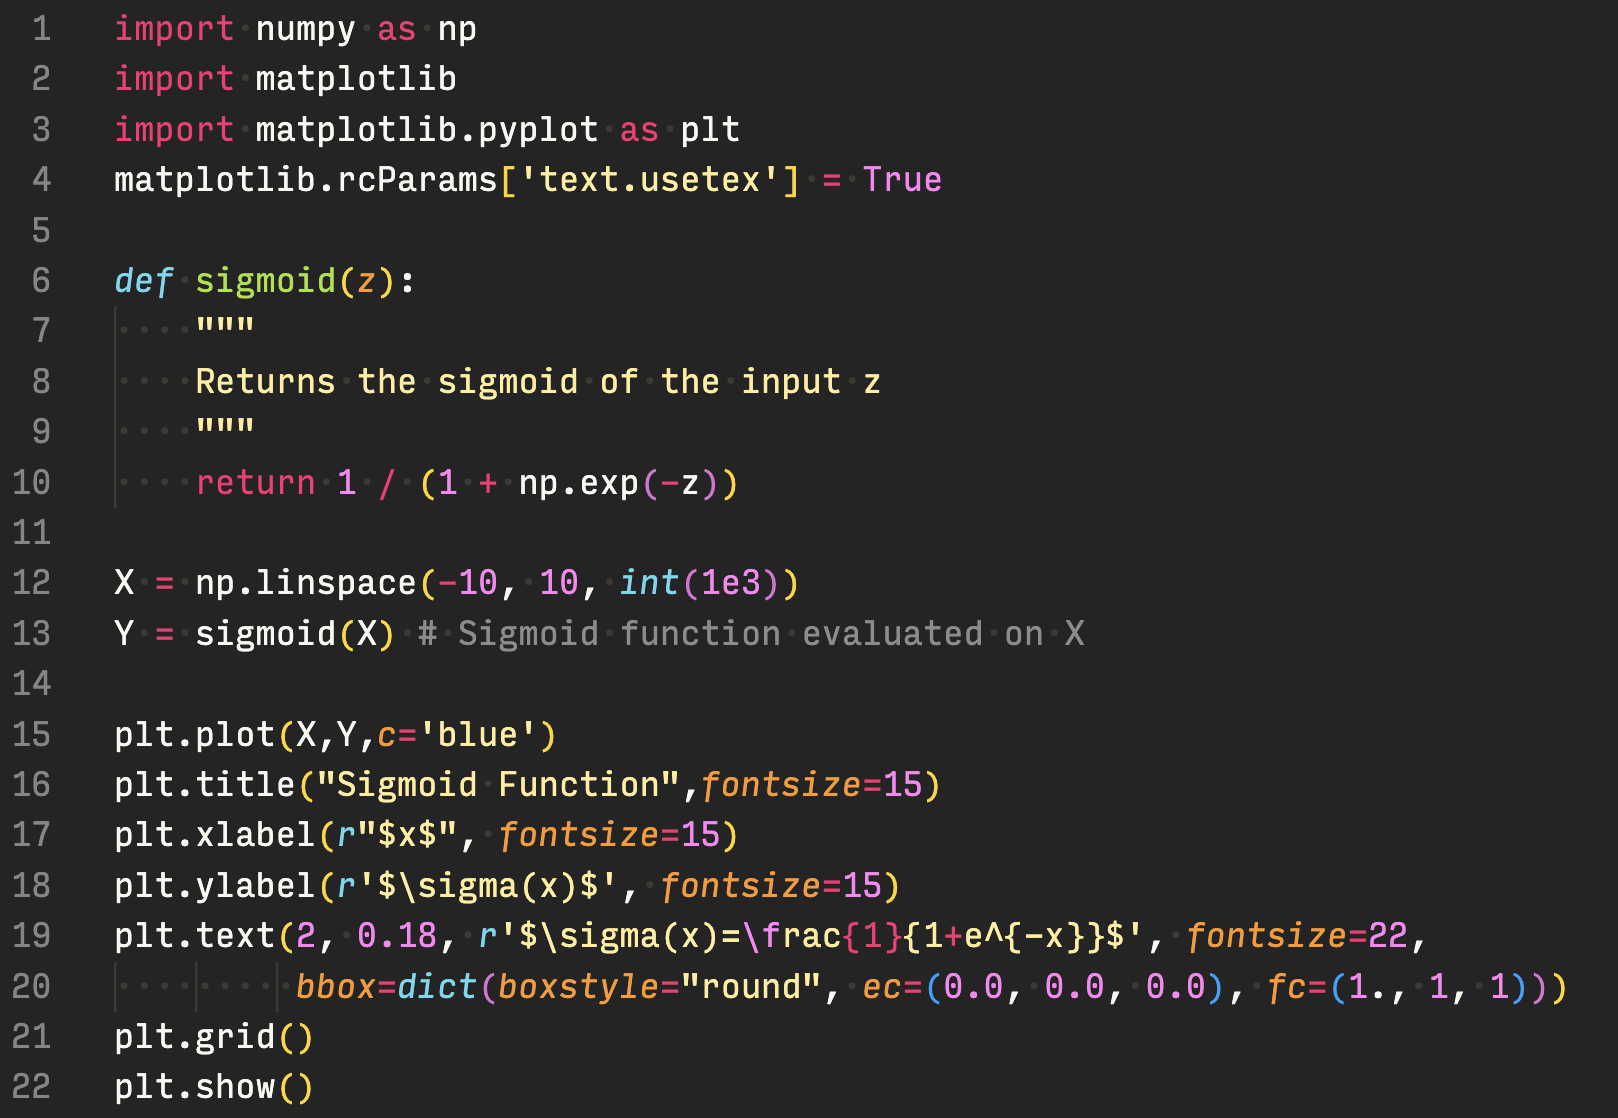 1 import numpy as np
2 import matplotlib
3 import matplotlib.pyplot as plt
4 matplotlib.rcParams['text.usetex'] = True
5
6 def sigmoid(z):
7     """
8     Returns the sigmoid of the input z
9     """
10     return 1 / (1 + np.exp(-z))
11
12 X = np.linspace(-10, 10, int(1e3))
13 Y = sigmoid(X) # Sigmoid function evaluated on X
14
15 plt.plot(X,Y,c='blue')
16 plt.title("Sigmoid Function",fontsize=15)
17 plt.xlabel(r"$x$", fontsize=15)
18 plt.ylabel(r'$\sigma(x)$', fontsize=15)
19 plt.text(2, 0.18, r'$\sigma(x)=\frac{1}{1+e^{-x}}$', fontsize=22,
20          bbox=dict(boxstyle="round", ec=(0.0, 0.0, 0.0), fc=(1., 1, 1)))
21 plt.grid()
22 plt.show()